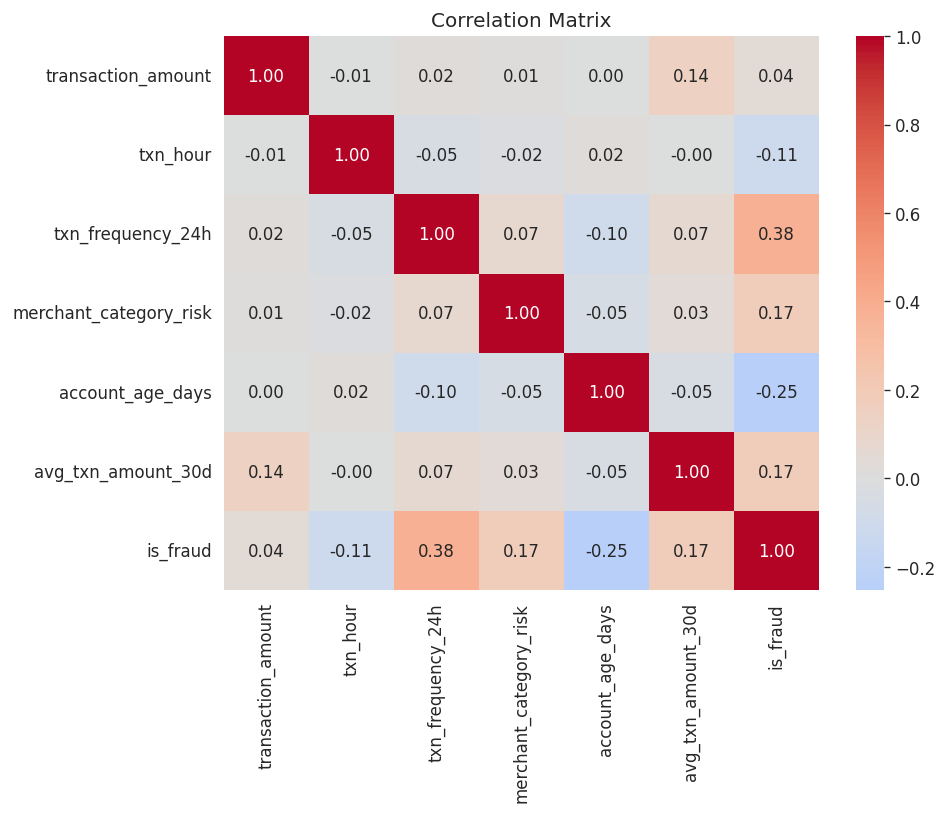 Correlation Matrix
transaction_amount 1.00 -0.01 0.02 0.01 0.00 0.14 0.04
txn_hour -0.01 1.00 -0.05 -0.02 0.02 -0.00 -0.11
txn_frequency_24h 0.02 -0.05 1.00 0.07 -0.10 0.07 0.38
merchant_category_risk 0.01 -0.02 0.07 1.00 -0.05 0.03 0.17
account_age_days 0.00 0.02 -0.10 -0.05 1.00 -0.05 -0.25
avg_txn_amount_30d 0.14 -0.00 0.07 0.03 -0.05 1.00 0.17
is_fraud 0.04 -0.11 0.38 0.17 -0.25 0.17 1.00
transaction_amount
txn_hour
txn_frequency_24h
merchant_category_risk
account_age_days
avg_txn_amount_30d
is_fraud
1.0
0.8
0.6
0.4
0.2
0.0
−0.2